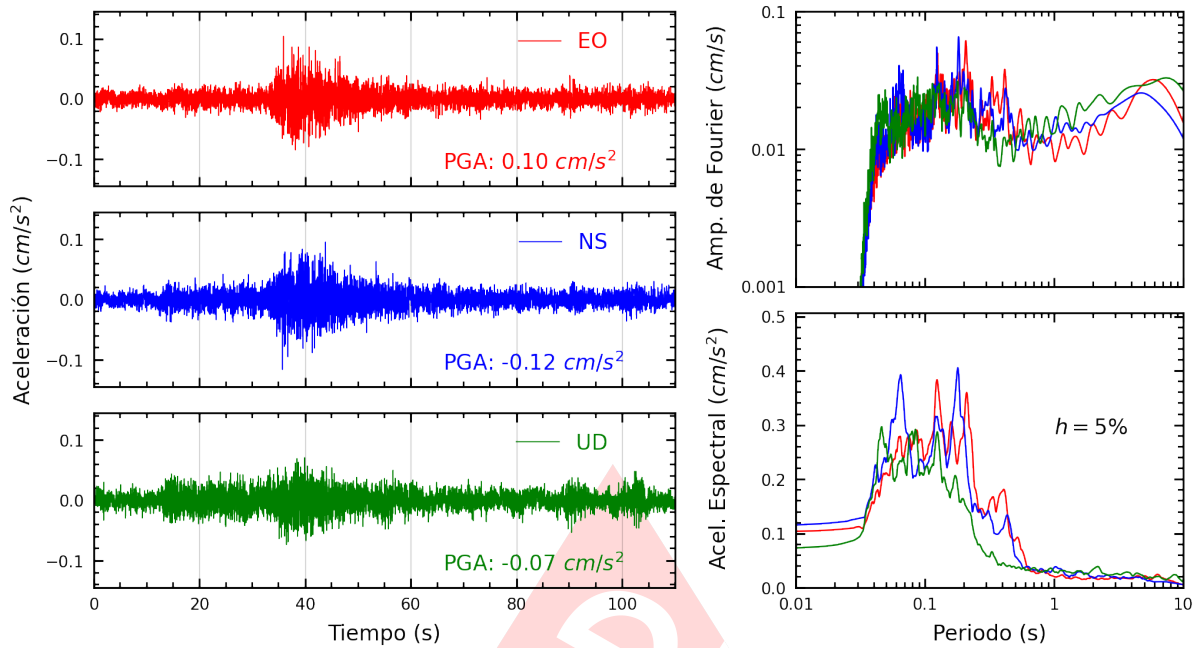 Aceleración (cm/s²)
0.1
0.0
−0.1
EO
PGA: 0.10 cm/s²
0.1
0.0
−0.1
NS
PGA: -0.12 cm/s²
0.1
0.0
−0.1
UD
PGA: -0.07 cm/s²
0 20 40 60 80 100
Tiempo (s)
Amp. de Fourier (cm/s)
0.1
0.01
0.001
Acel. Espectral (cm/s²)
0.5
0.4
0.3
0.2
0.1
0.0
h = 5%
0.01 0.1 1 10
Periodo (s)